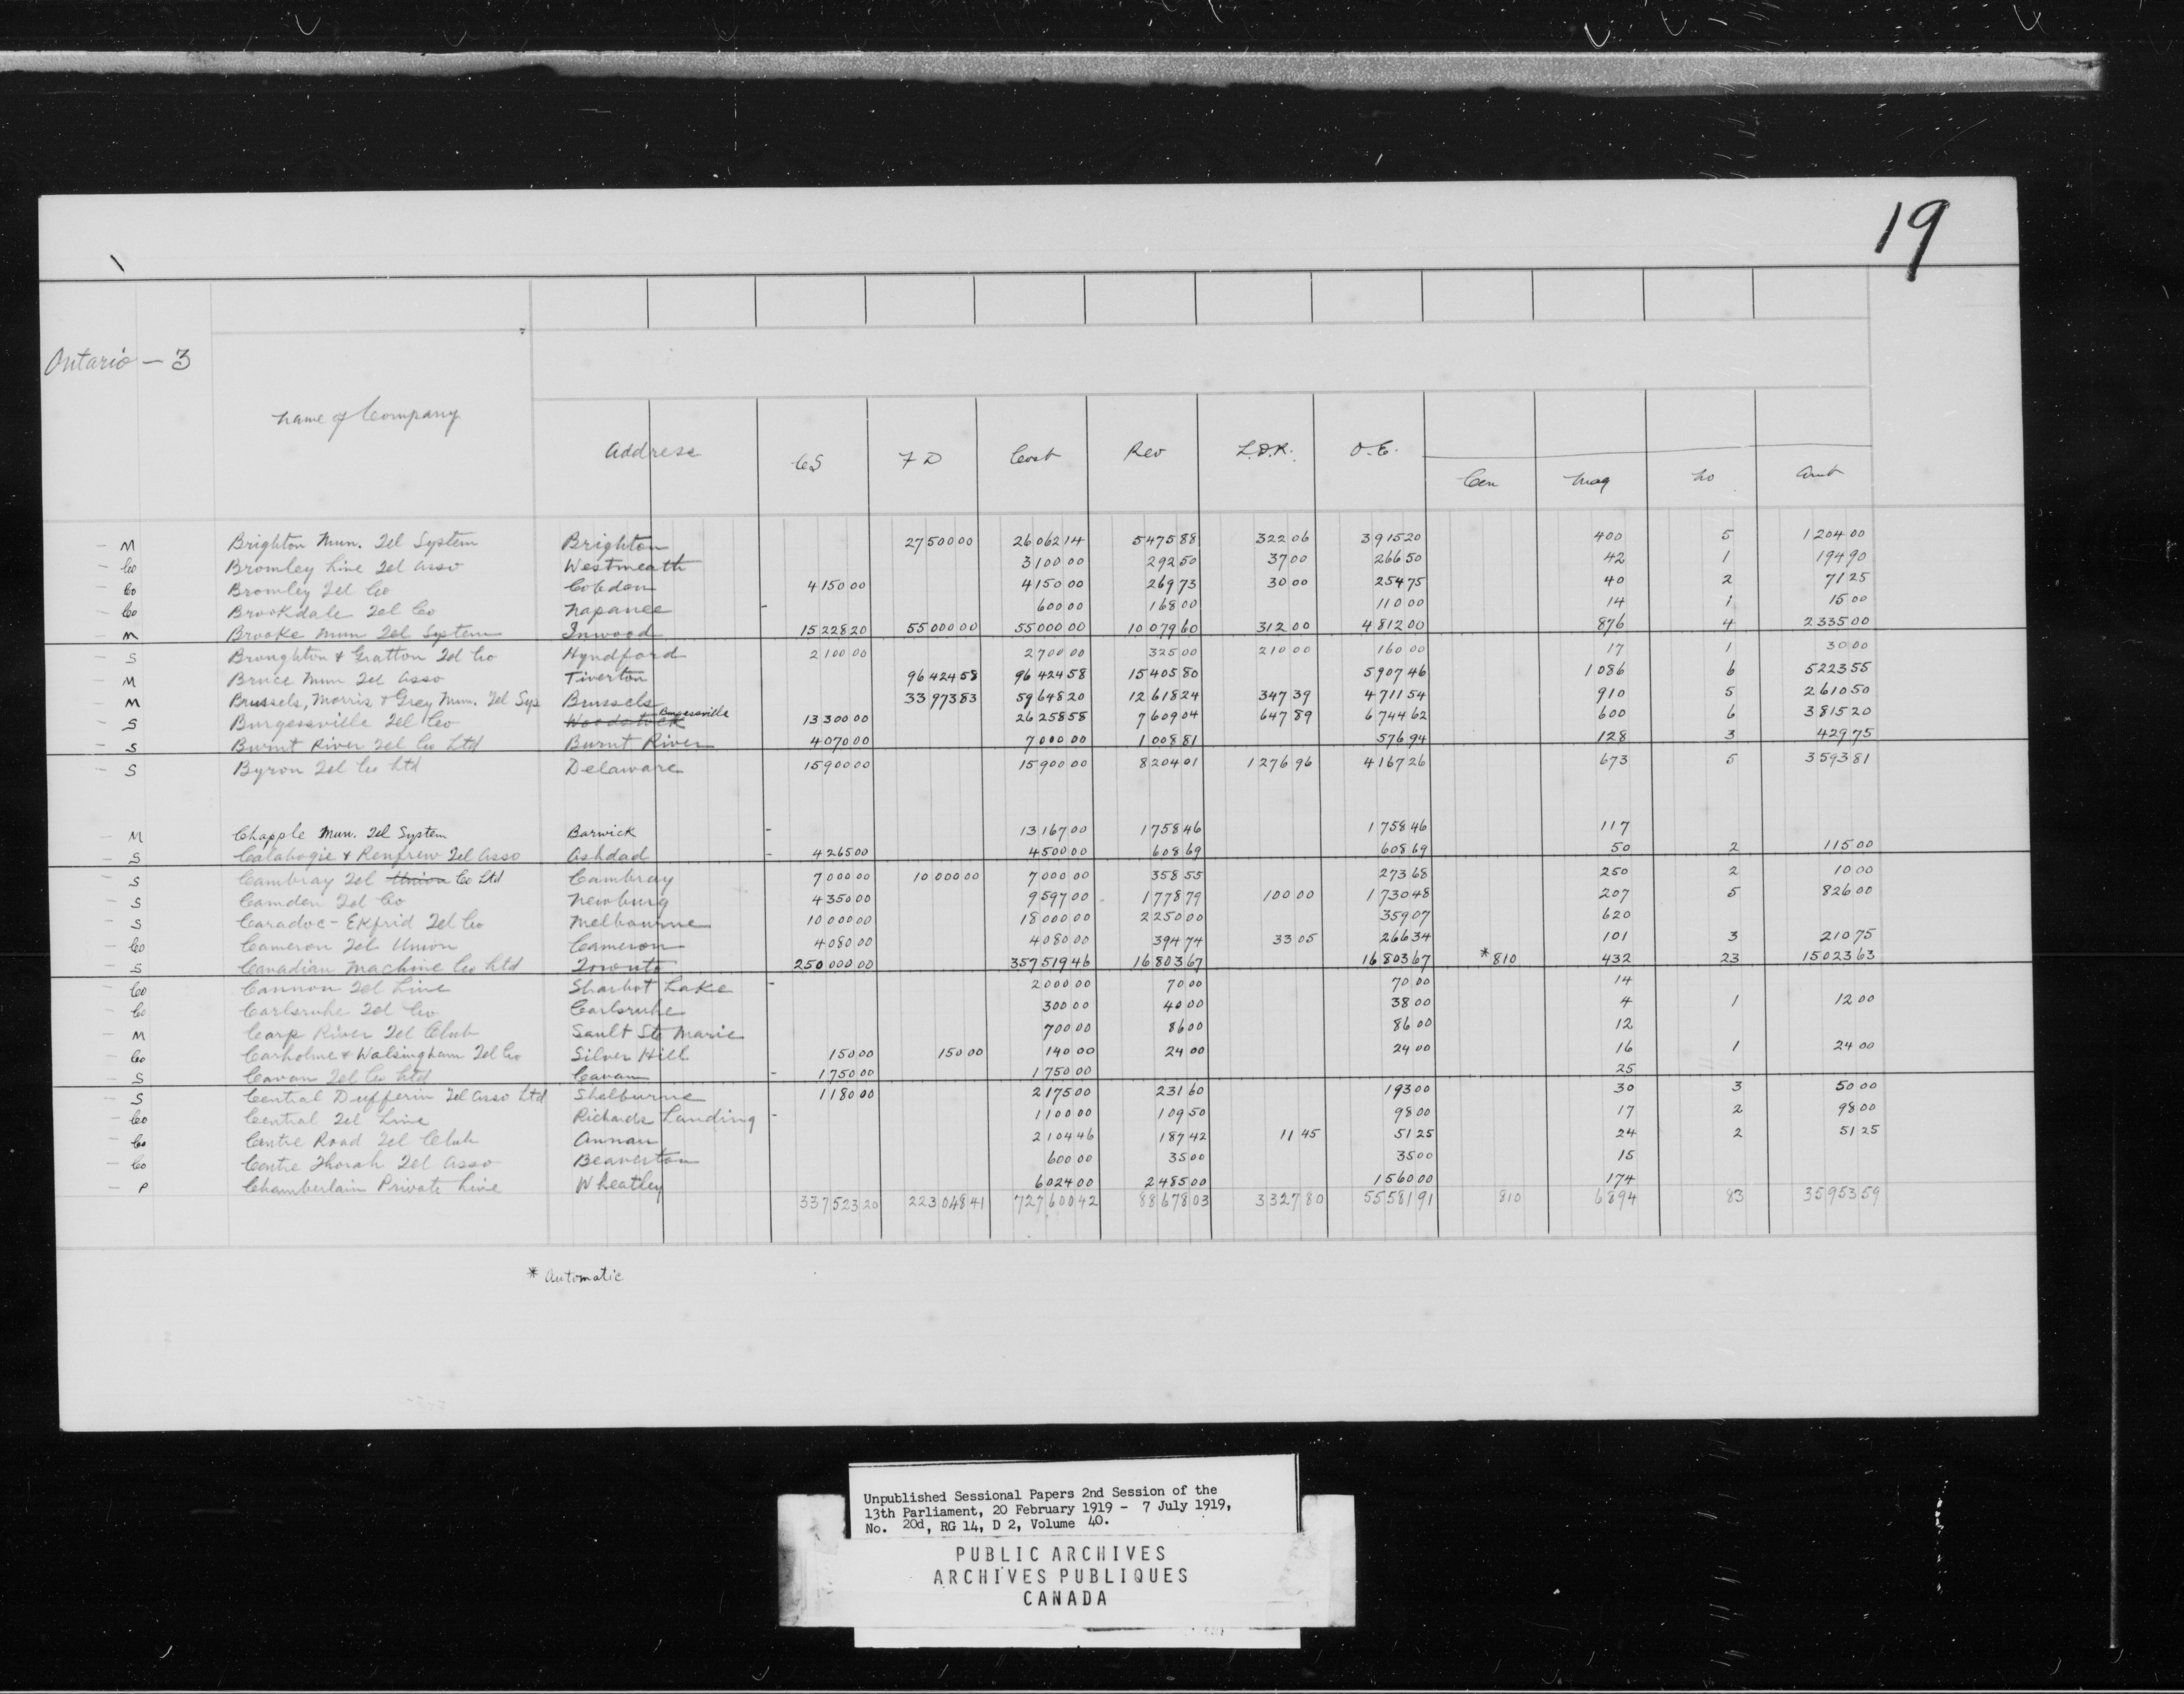 19
Ontario - 3
Name of Company
Address C.S F D Cost Rev L.D.R. O.E. Cen Mag No Amt
- M Brighton Mun. Tel System Brighton 27500 00 26062 14 5475 88 322 06 3915 20 400 5 1204 00
- Co Bromley Line Tel Asso Westmeath 3100 00 292 50 37 00 266 50 42 1 194 90
- Co Bromley Tel Co Cobden 4150 00 4150 00 269 73 30 00 254 75 40 2 71 25
- Co Brookdale Tel Co Napanee - 600 00 168 00 110 00 14 1 15 00
- M Brooke Mun Tel System Inwood 15228 20 55000 00 55000 00 10079 60 312 00 4812 00 876 4 2335 00
- S Broughton & Gratton Tel Co Hyndford 2100 00 2700 00 325 00 210 00 160 00 17 1 30 00
- M Bruce Mun Tel Asso Tiverton 96424 58 96424 58 15405 80 5907 46 1086 6 5223 55
- M Brussels, Morris & Grey Mun. Tel Sys Brussels 33973 83 59648 20 12618 24 347 39 4711 54 910 5 2610 50
- S Burgessville Tel Co Woodstock Burgessville 13300 00 26258 58 7609 04 647 89 6744 62 600 6 3815 20
- S Burnt River Tel Co Ltd Burnt River 4070 00 7000 00 1008 81 576 94 128 3 429 75
- S Byron Tel Co Ltd Delaware 15900 00 15900 00 8204 01 1276 96 4167 26 673 5 3593 81
- M Chapple Mun. Tel System Barwick - 13167 00 1758 46 1758 46 117
- S Calabogie & Renfrew Tel Asso Ashdad - 4265 00 4500 00 608 69 608 69 50 2 115 00
- S Cambray Tel Union Co Ltd Cambray 7000 00 10000 00 7000 00 358 55 273 68 250 2 10 00
- S Camden Tel Co Newburg 4350 00 9597 00 1778 79 100 00 1730 48 207 5 826 00
- S Caradoc - Ekfrid Tel Co Melbourne 10000 00 18000 00 2250 00 359 07 620
- Co Cameron Tel Union Cameron 4080 00 4080 00 394 74 33 05 266 34 101 3 210 75
- S Canadian Machine Co Ltd Toronto 250000 00 357519 46 16803 67 16803 67 *810 432 23 15023 63
- Co Cannon Tel Line Sharbot Lake - 2000 00 70 00 70 00 14
- Co Carlsruhe Tel Co Carlsruhe 300 00 40 00 38 00 4 1 12 00
- M Carp River Tel Club Sault Ste Marie 700 00 86 00 86 00 12
- Co Carholme & Walsingham Tel Co Silver Hill 150 00 150 00 140 00 24 00 24 00 16 1 24 00
- S Cavan Tel Co Ltd Cavan - 1750 00 1750 00 25
- S Central Dufferin Tel Asso Ltd Shelburne 1180 00 2175 00 231 60 193 00 30 3 50 00
- Co Central Tel Line Richards Landing - 1100 00 109 50 98 00 17 2 98 00
- Co Centre Road Tel Club Annan 2104 46 187 42 11 45 51 25 24 2 51 25
- Co Centre Thorah Tel Asso Beaverton 600 00 35 00 35 00 15
- P Chamberlain Private Line Wheatley 6024 00 2485 00 1560 00 174
337523 20 223048 41 727600 42 88678 03 3327 80 55581 91 810 6894 83 35953 59
* Automatic
Unpublished Sessional Papers 2nd Session of the
13th Parliament, 20 February 1919 - 7 July 1919,
No. 20d, RG 14, D 2, Volume 40.
PUBLIC ARCHIVES
ARCHIVES PUBLIQUES
CANADA